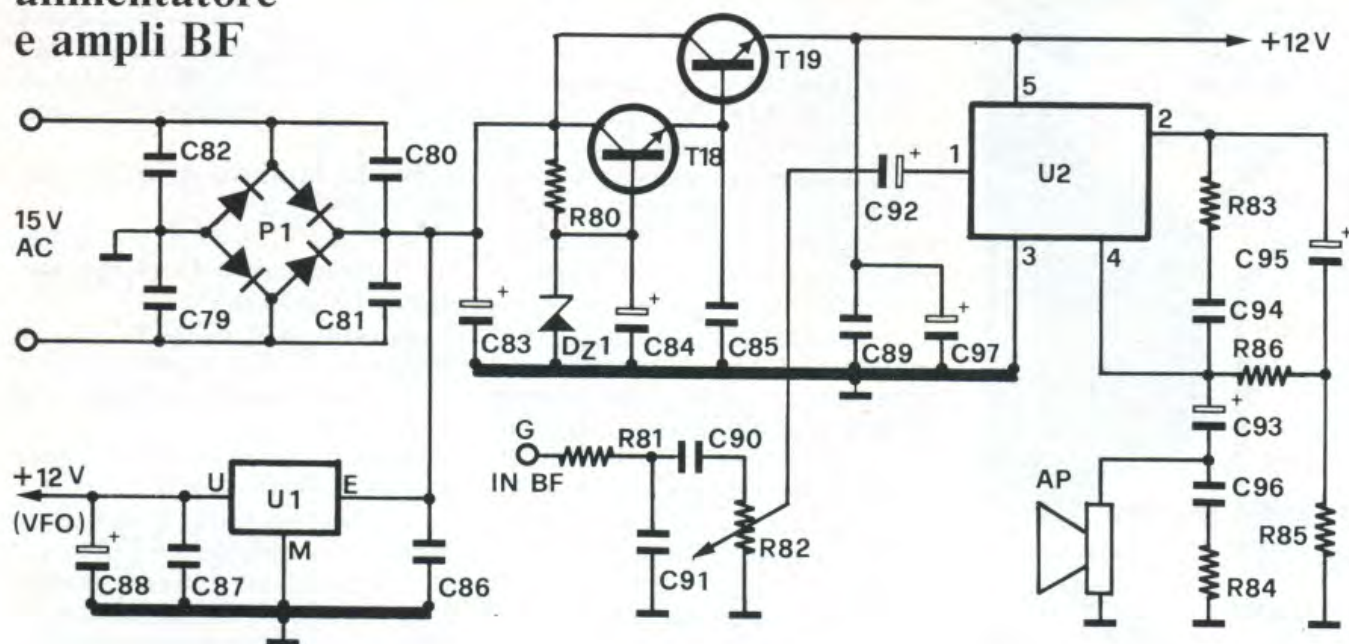 alimentatore
e ampli BF
T19
+12 V
5
C82
C80
T18
2
1
U2
C92
+
R83
+
15 V
AC
P1
R80
3
4
C95
C79
C81
+
C83
DZ1
+
C84
C85
C89
+
C97
C94
R86
G
IN BF
R81
C90
+
C93
+12 V
(VFO)
U
U1
E
M
AP
C96
R85
+
C88
C87
C86
C91
R82
R84